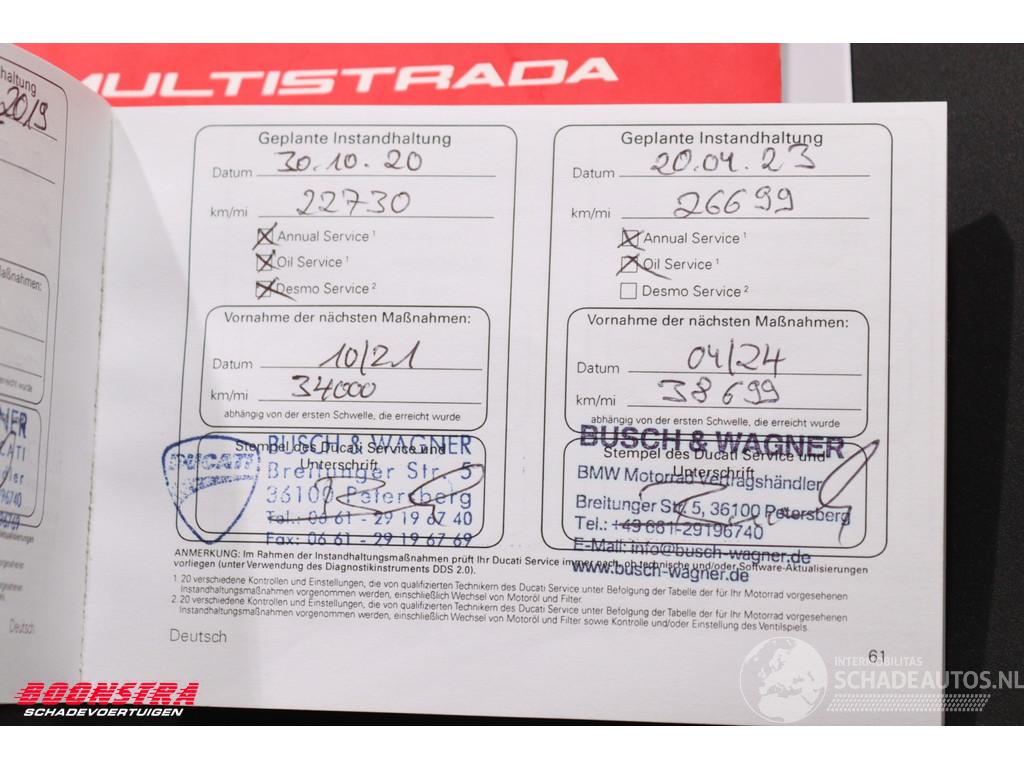 MULTISTRADA
2019
Geplante Instandhaltung
Datum 30.10.20
km/mi 22730
Annual Service 1
Oil Service 1
Desmo Service 2
Vornahme der nächsten Maßnahmen:
Datum 10/21
km/mi 34000
abhängig von der ersten Schwelle, die erreicht wurde
Stempel des Ducati Service und
Unterschrift
DUCATI
BUSCH & WAGNER
Breitunger Str. 5
36100 Petersberg
Tel.: 06 61 - 29 19 67 40
Fax: 06 61 - 29 19 67 69
Geplante Instandhaltung
Datum 20.04.23
km/mi 26699
Annual Service 1
Oil Service 1
Desmo Service 2
Vornahme der nächsten Maßnahmen:
Datum 04/24
km/mi 38699
abhängig von der ersten Schwelle, die erreicht wurde
Stempel des Ducati Service und
Unterschrift
BUSCH & WAGNER
BMW Motorrad Vertragshändler
Breitunger Str. 5, 36100 Petersberg
Tel.: +49 661-29196740
E-Mail: info@busch-wagner.de
www.busch-wagner.de
ANMERKUNG: Im Rahmen der Instandhaltungsmaßnahmen prüft Ihr Ducati Service immer nach, ob technische und/oder Software-Aktualisierungen
vorliegen (unter Verwendung des Diagnostikinstruments DDS 2.0).
1. 20 verschiedene Kontrollen und Einstellungen, die von qualifizierten Technikern des Ducati Service unter Befolgung der Tabelle der für Ihr Motorrad vorgesehenen
Instandhaltungsmaßnahmen vorgenommen werden, einschließlich Wechsel von Motoröl und Filter.
2. 20 verschiedene Kontrollen und Einstellungen, die von qualifizierten Technikern des Ducati Service unter Befolgung der Tabelle der für Ihr Motorrad vorgesehenen
Instandhaltungsmaßnahmen vorgenommen werden, einschließlich Wechsel von Motoröl und Filter sowie Kontrolle und/oder Einstellung des Ventilspiels.
Deutsch
Deutsch
61
BOONSTRA
SCHADEVOERTUIGEN
INTERMOBILITAS
SCHADEAUTOS.NL